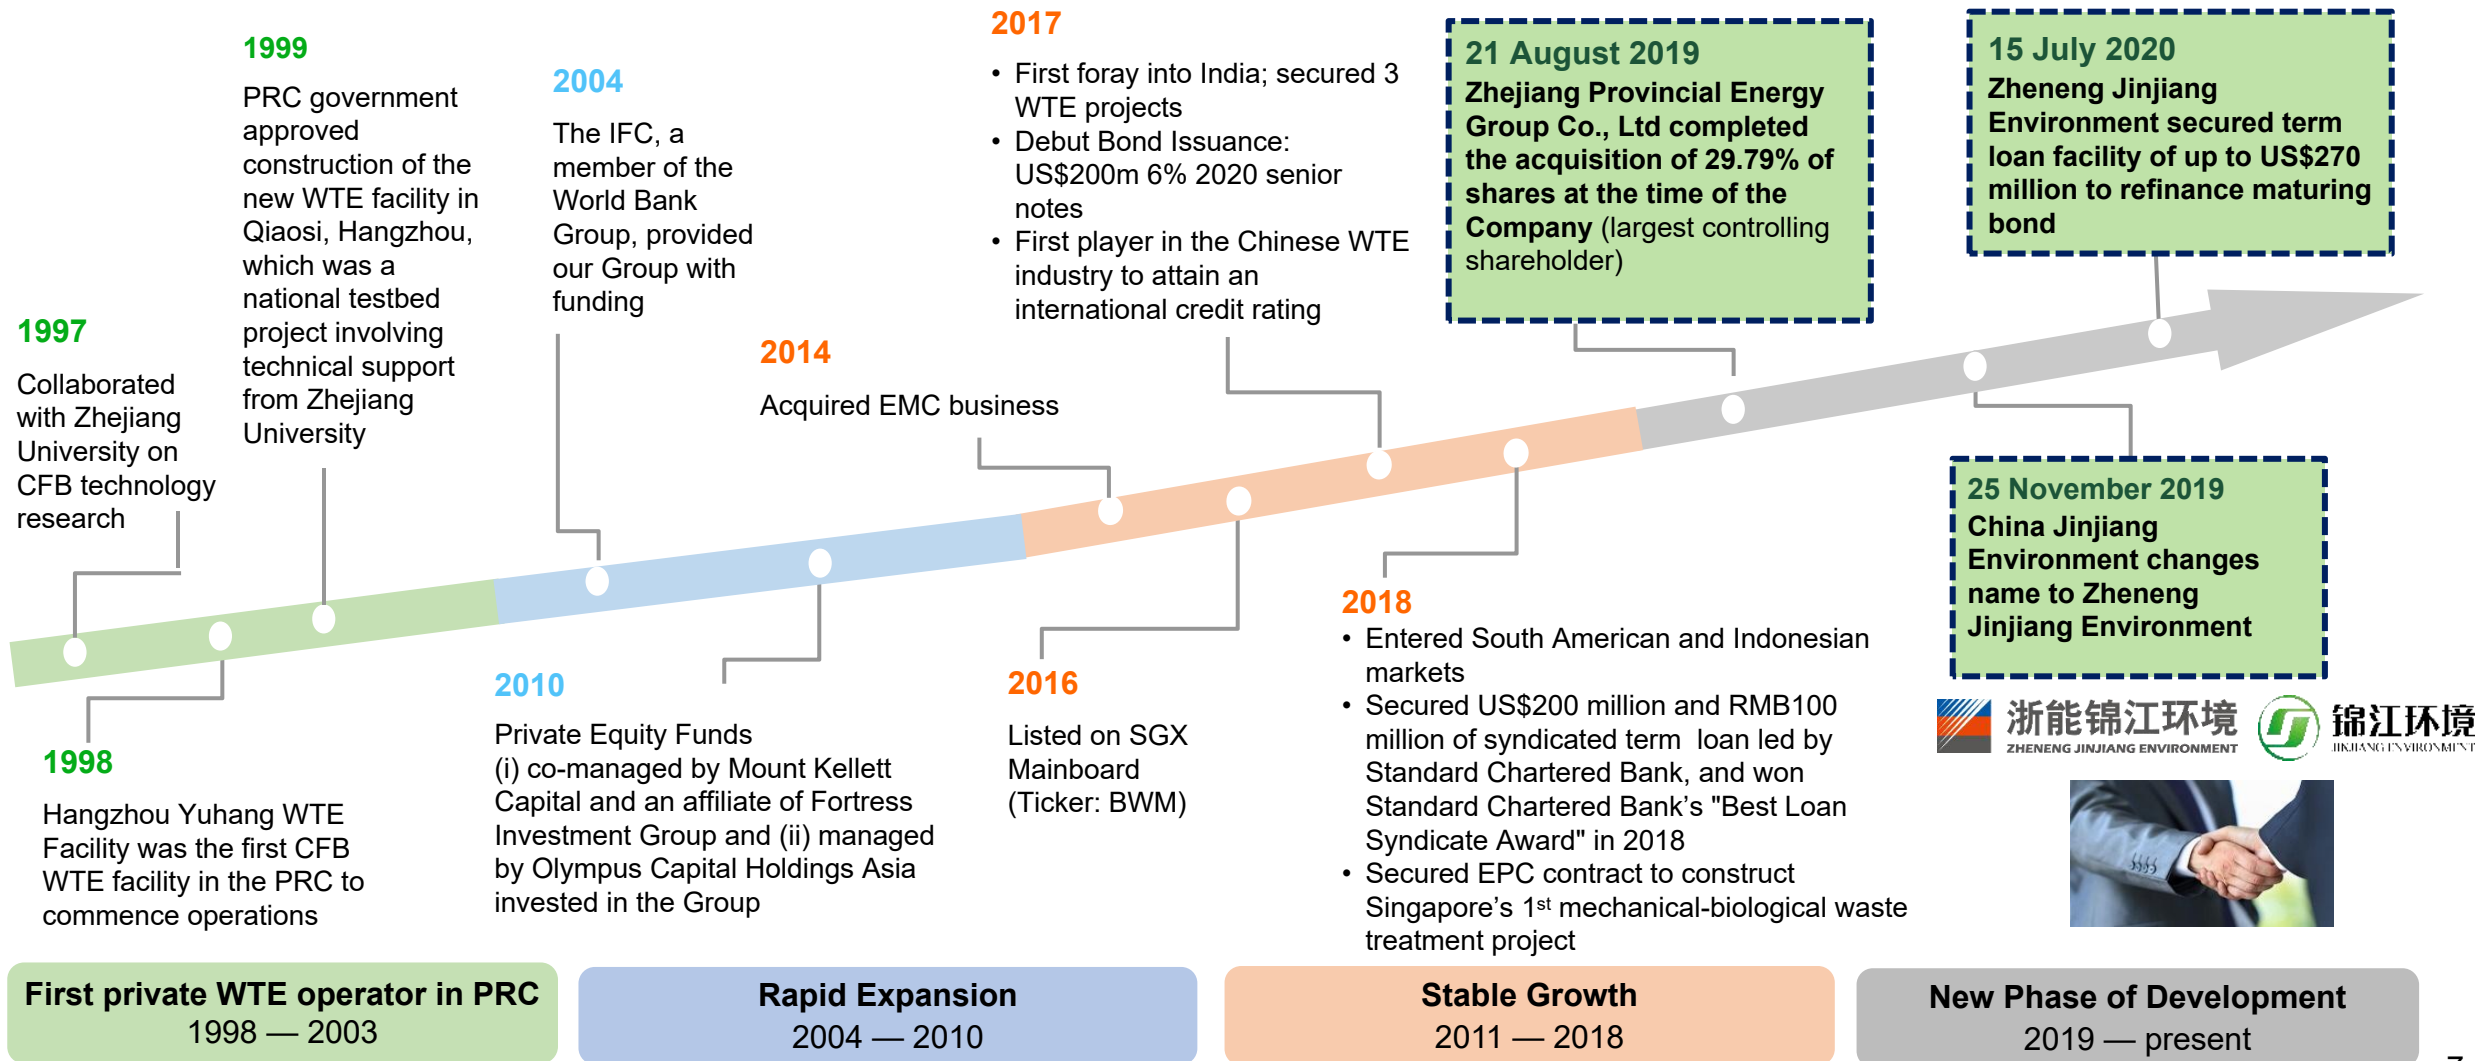 1997
Collaborated
with Zhejiang
University on
CFB technology
research
1998
Hangzhou Yuhang WTE
Facility was the first CFB
WTE facility in the PRC to
commence operations
1999
PRC government
approved
construction of the
new WTE facility in
Qiaosi, Hangzhou,
which was a
national testbed
project involving
technical support
from Zhejiang
University
2004
The IFC, a
member of the
World Bank
Group, provided
our Group with
funding
2010
Private Equity Funds
(i) co-managed by Mount Kellett
Capital and an affiliate of Fortress
Investment Group and (ii) managed
by Olympus Capital Holdings Asia
invested in the Group
2014
Acquired EMC business
2016
Listed on SGX
Mainboard
(Ticker: BWM)
2017
• First foray into India; secured 3
WTE projects
• Debut Bond Issuance:
US$200m 6% 2020 senior
notes
• First player in the Chinese WTE
industry to attain an
international credit rating
2018
• Entered South American and Indonesian
markets
• Secured US$200 million and RMB100
million of syndicated term loan led by
Standard Chartered Bank, and won
Standard Chartered Bank’s "Best Loan
Syndicate Award" in 2018
• Secured EPC contract to construct
Singapore’s 1st mechanical-biological waste
treatment project
21 August 2019
Zhejiang Provincial Energy
Group Co., Ltd completed
the acquisition of 29.79% of
shares at the time of the
Company (largest controlling
shareholder)
25 November 2019
China Jinjiang
Environment changes
name to Zheneng
Jinjiang Environment
15 July 2020
Zheneng Jinjiang
Environment secured term
loan facility of up to US$270
million to refinance maturing
bond
浙能锦江环境
ZHENENG JINJIANG ENVIRONMENT
锦江环境
JINJIANG ENVIRONMENT
First private WTE operator in PRC
1998 — 2003
Rapid Expansion
2004 — 2010
Stable Growth
2011 — 2018
New Phase of Development
2019 — present